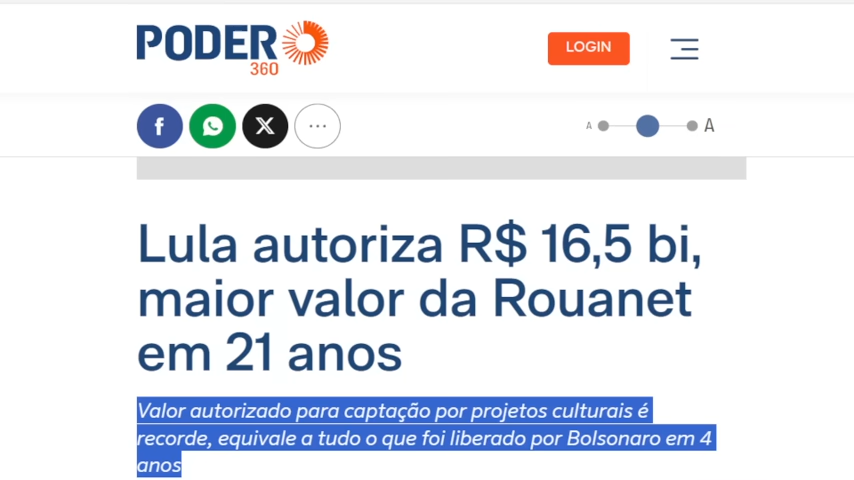 PODER
360
LOGIN
A A
Lula autoriza R$ 16,5 bi,
maior valor da Rouanet
em 21 anos
Valor autorizado para captação por projetos culturais é
recorde, equivale a tudo o que foi liberado por Bolsonaro em 4
anos